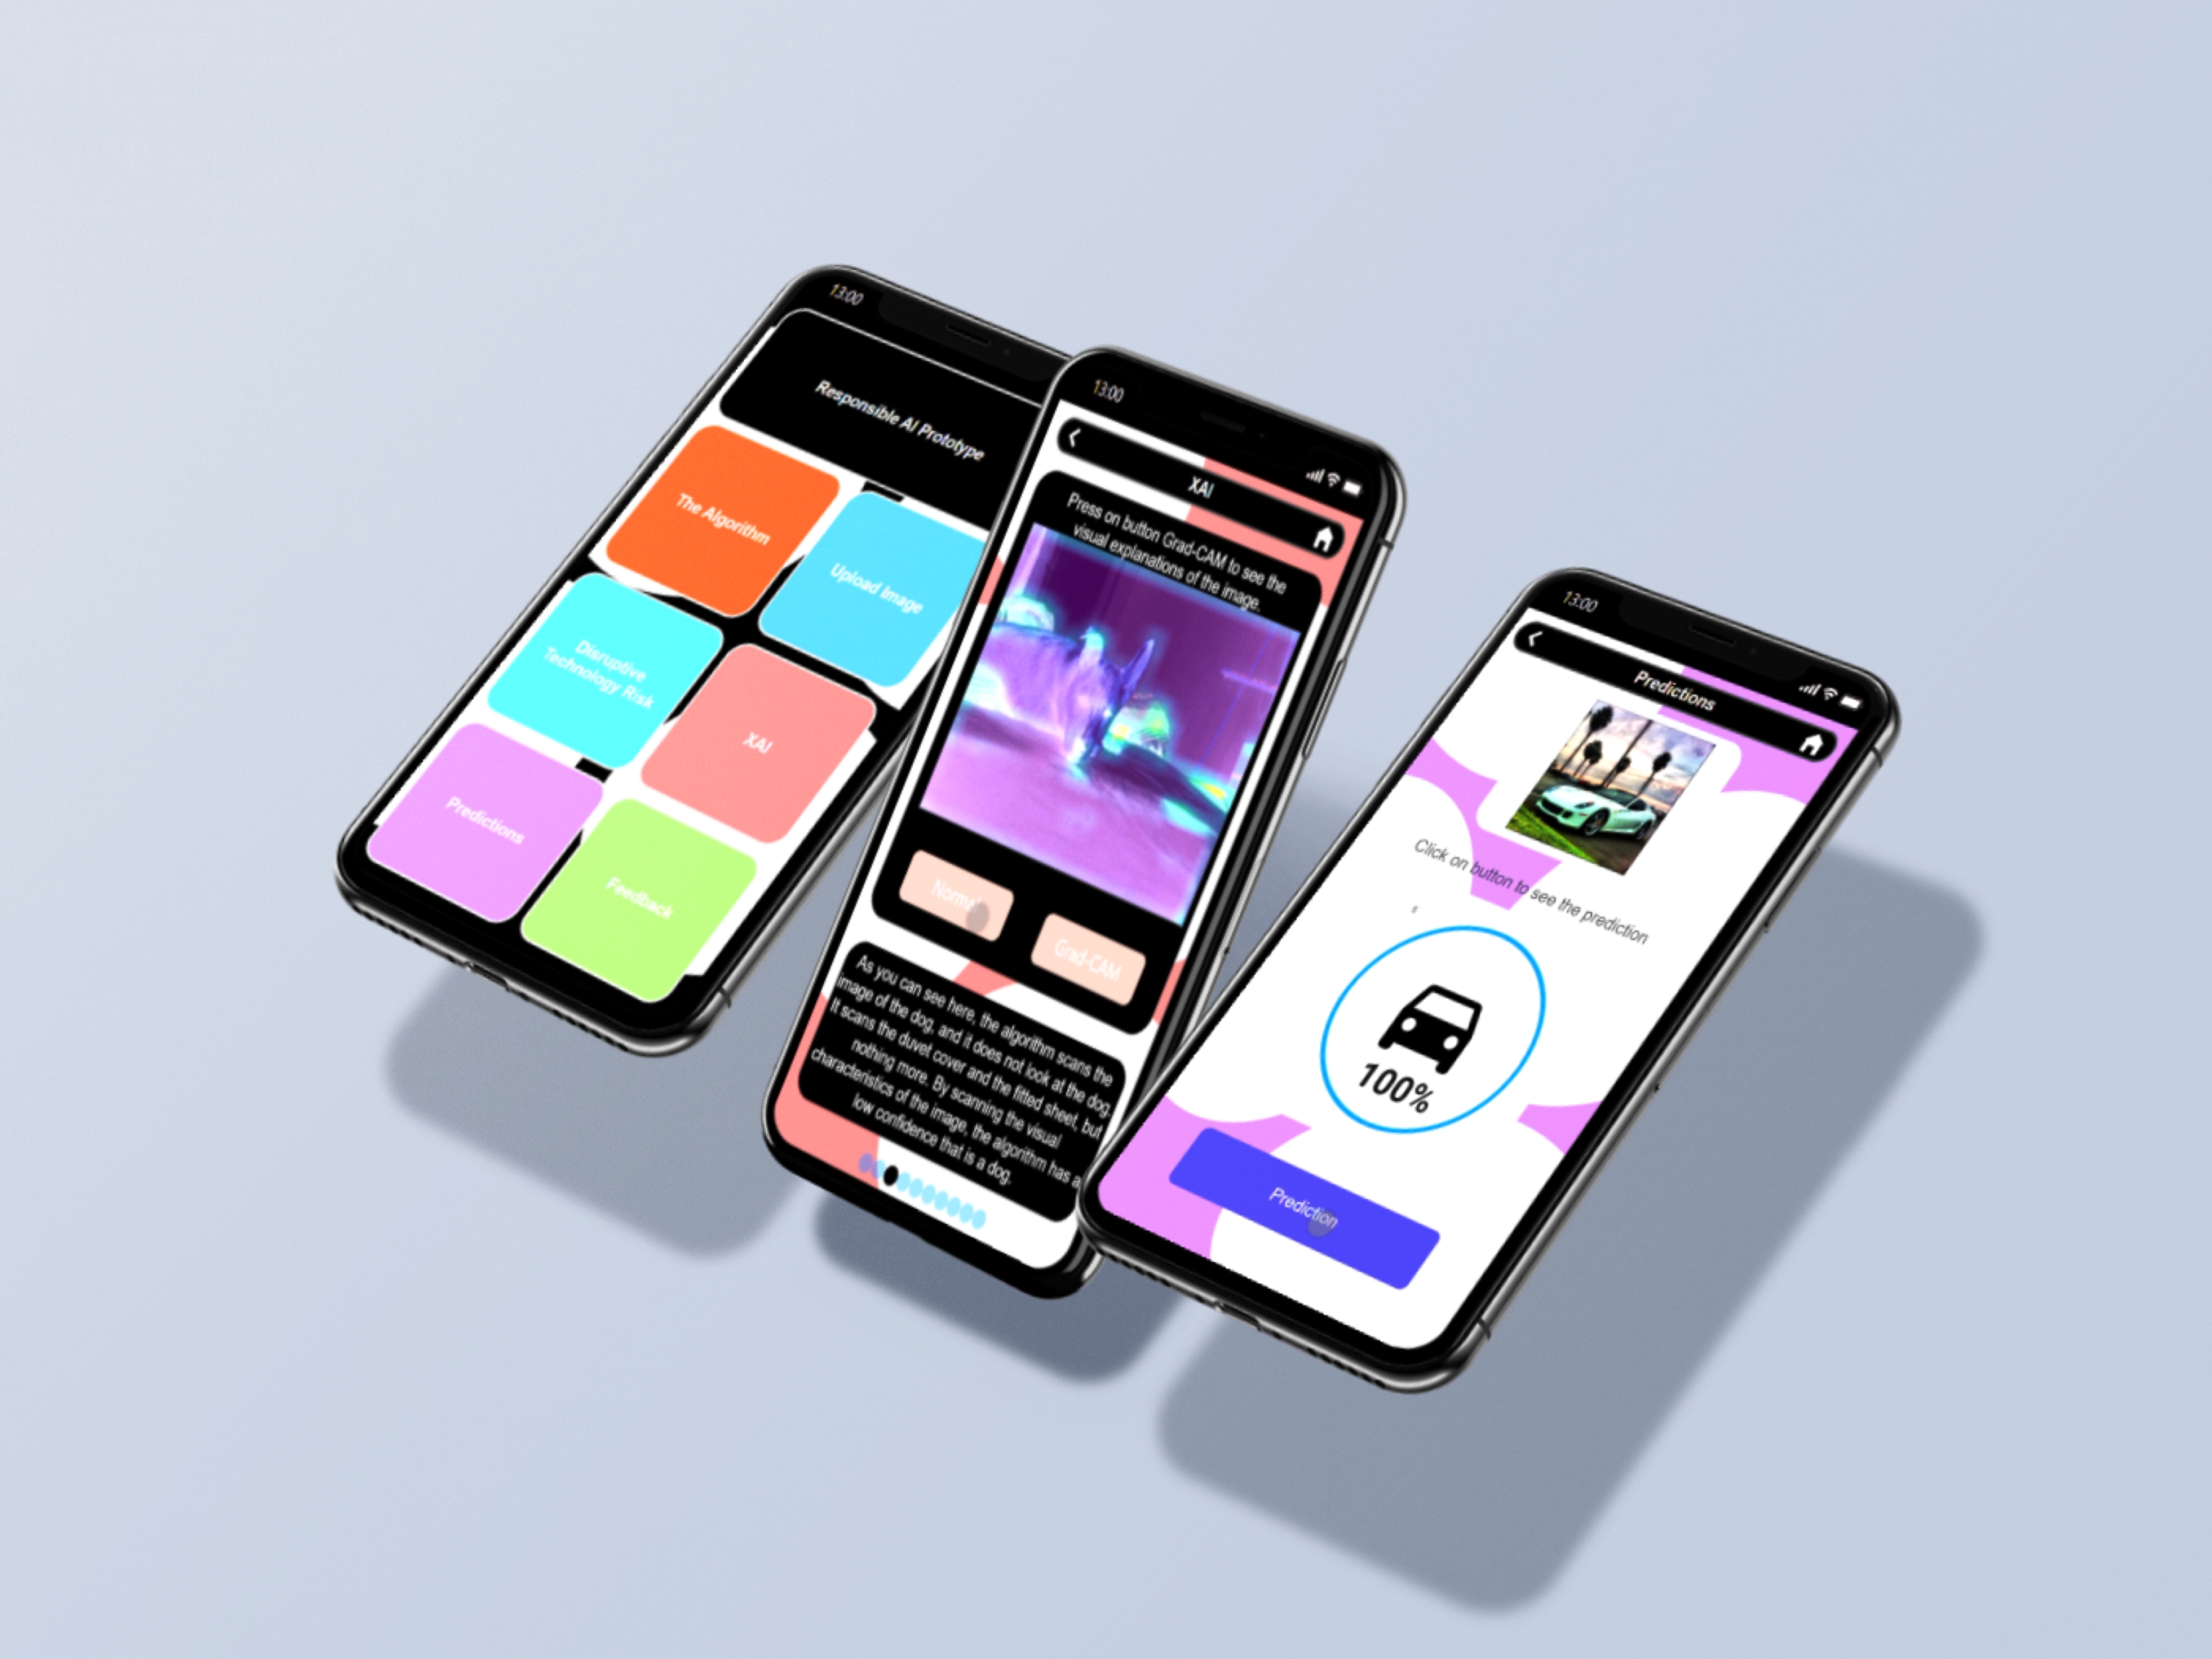 13:00
Responsible AI Prototype
The Algorithm
Upload Image
Disruptive
Technology Risk
XAI
Predictions
Feedback
13:00
XAI
Press on button Grad-CAM to see the
visual explanations of the image.
Normal
Grad-CAM
As you can see here, the algorithm scans the
image of the dog, and it does not look at the dog.
It scans the duvet cover and the fitted sheet, but
nothing more. By scanning the visual
characteristics of the image, the algorithm has a
low confidence that is a dog.
13:00
Predictions
Click on button to see the prediction
100%
Prediction